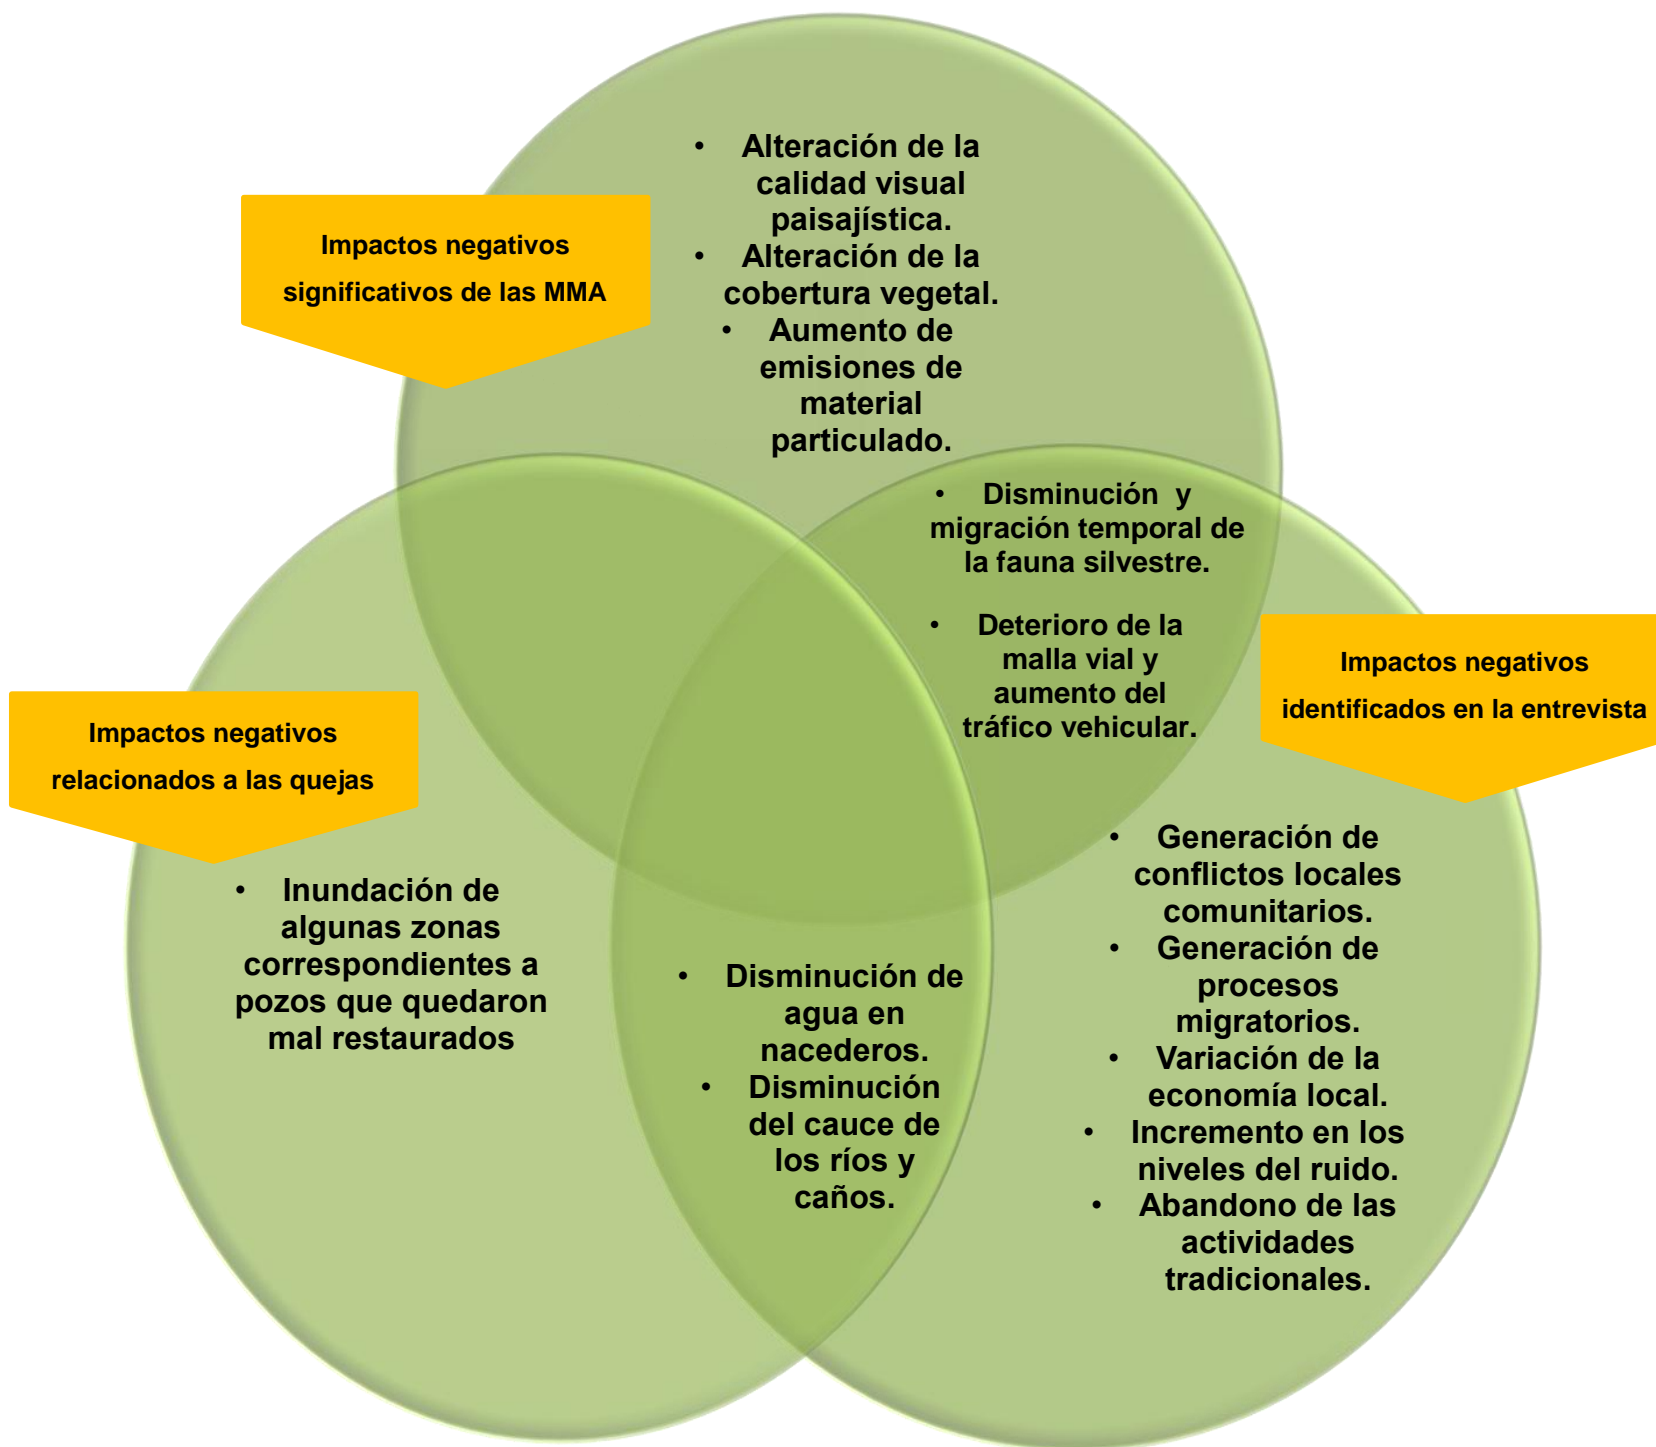 • Alteración de la
calidad visual
paisajística.
• Alteración de la
cobertura vegetal.
• Aumento de
emisiones de
material
particulado.
Impactos negativos
significativos de las MMA
• Disminución y
migración temporal de
la fauna silvestre.
• Deterioro de la
malla vial y
aumento del
tráfico vehicular.
Impactos negativos
identificados en la entrevista
Impactos negativos
relacionados a las quejas
• Inundación de
algunas zonas
correspondientes a
pozos que quedaron
mal restaurados
• Disminución de
agua en
nacederos.
• Disminución
del cauce de
los ríos y
caños.
• Generación de
conflictos locales
comunitarios.
• Generación de
procesos
migratorios.
• Variación de la
economía local.
• Incremento en los
niveles del ruido.
• Abandono de las
actividades
tradicionales.